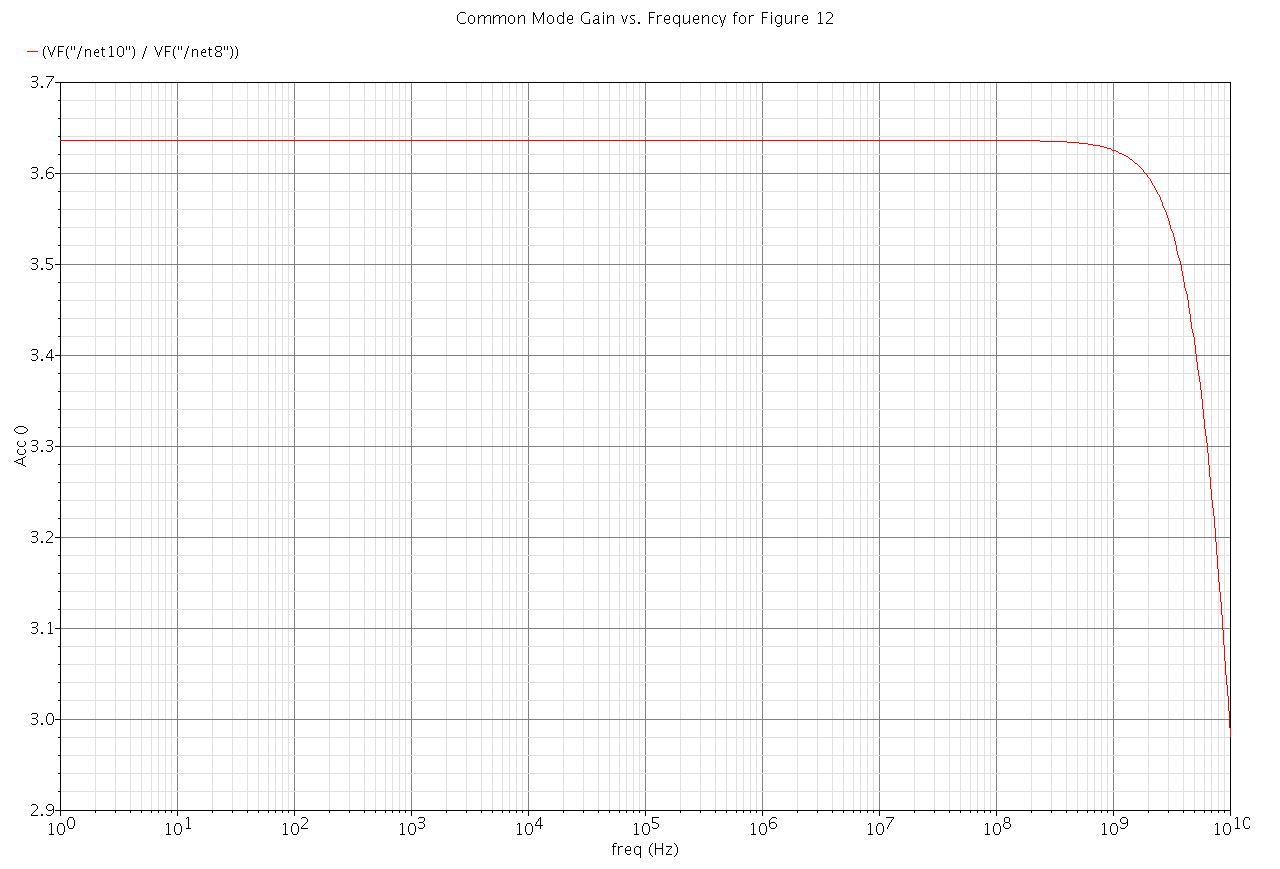 Common Mode Gain vs. Frequency for Figure 12
(VF("/net10") / VF("/net8"))
3.7
3.6
3.5
3.4
3.3
3.2
3.1
3.0
2.9
Acc 0
10^0 10^1 10^2 10^3 10^4 10^5 10^6 10^7 10^8 10^9 10^10
freq (Hz)